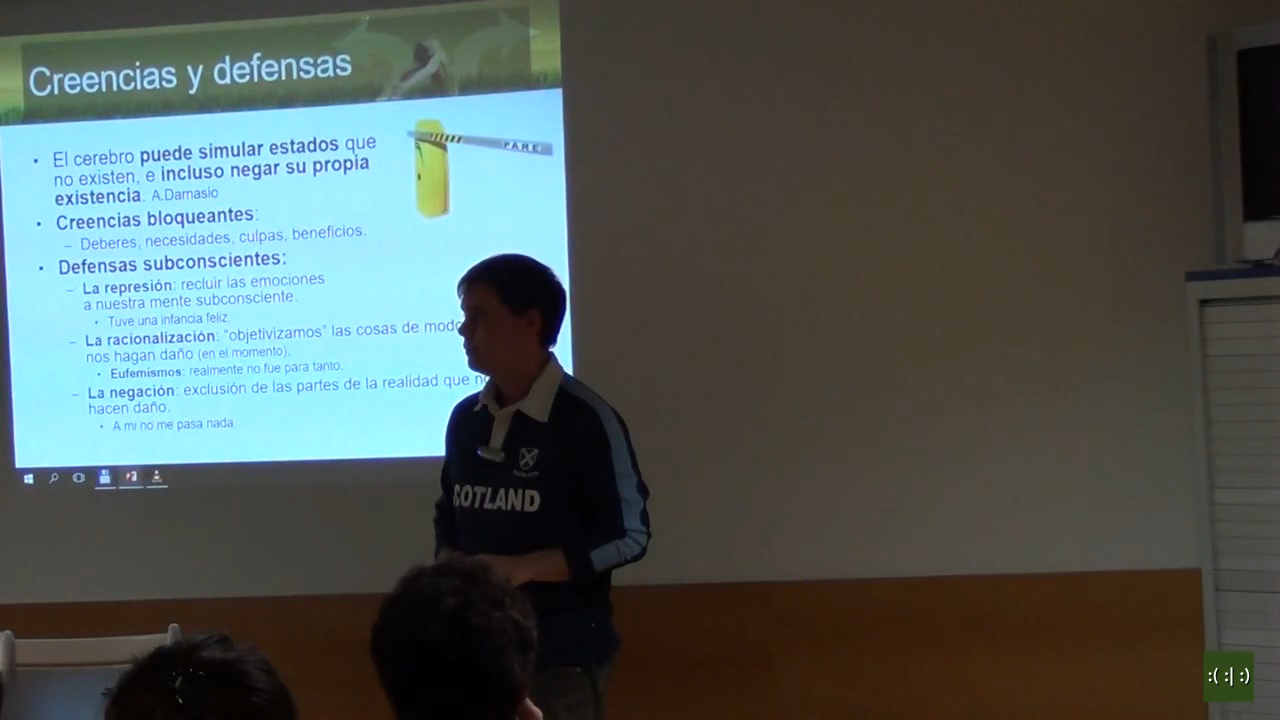 Creencias y defensas
• El cerebro puede simular estados que
no existen, e incluso negar su propia
existencia. A.Damasio
PARE
• Creencias bloqueantes:
– Deberes, necesidades, culpas, beneficios.
• Defensas subconscientes:
– La represión: recluir las emociones
a nuestra mente subconsciente.
• Tuve una infancia feliz.
– La racionalización: "objetivizamos" las cosas de modo
nos hagan daño (en el momento).
• Eufemismos: realmente no fue para tanto.
– La negación: exclusión de las partes de la realidad que
hacen daño.
• A mi no me pasa nada.
COTLAND
:( :| :)